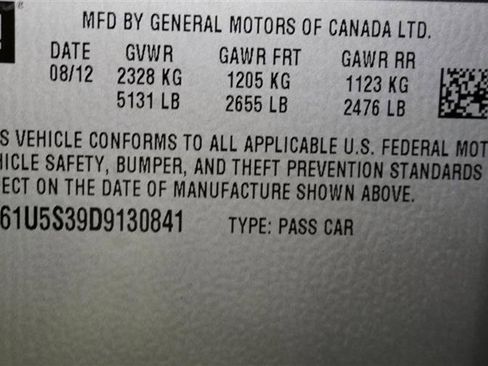 MFD BY GENERAL MOTORS OF CANADA LTD.
DATE GVWR GAWR FRT GAWR RR
08/12 2328 KG 1205 KG 1123 KG
5131 LB 2655 LB 2476 LB
S VEHICLE CONFORMS TO ALL APPLICABLE U.S. FEDERAL MOT
HICLE SAFETY, BUMPER, AND THEFT PREVENTION STANDARDS
ECT ON THE DATE OF MANUFACTURE SHOWN ABOVE.
61U5S39D9130841 TYPE: PASS CAR